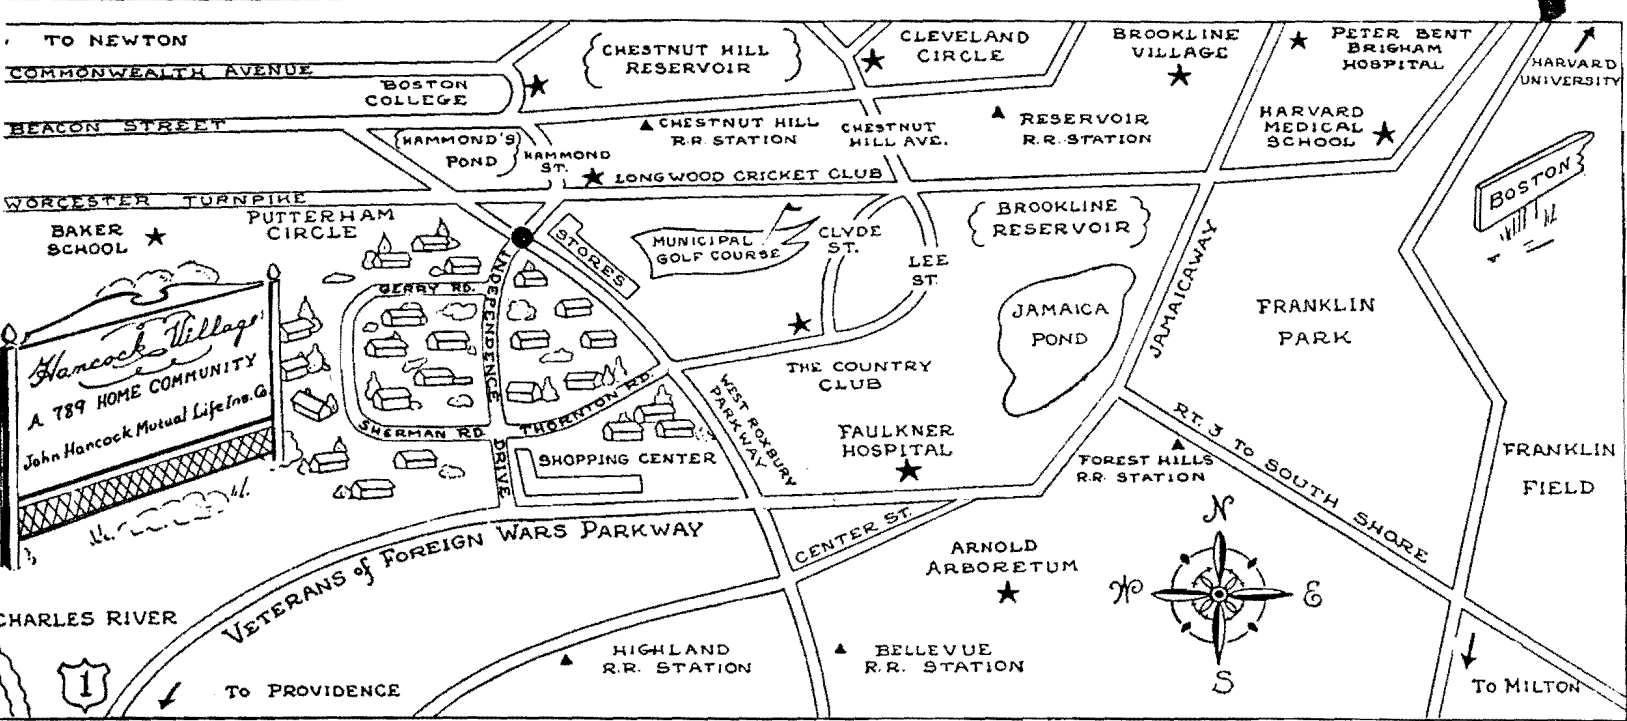 TO NEWTON
COMMONWEALTH AVENUE
BOSTON
COLLEGE
CHESTNUT HILL
RESERVOIR
CLEVELAND
CIRCLE
BROOKLINE
VILLAGE
PETER BENT
BRIGHAM
HOSPITAL
HARVARD
UNIVERSITY
BEACON STREET
HAMMOND'S
POND
HAMMOND
ST.
CHESTNUT HILL
R.R. STATION
CHESTNUT
HILL AVE.
RESERVOIR
R.R. STATION
HARVARD
MEDICAL
SCHOOL
LONGWOOD CRICKET CLUB
BOSTON
WORCESTER TURNPIKE
BAKER
SCHOOL
PUTTERHAM
CIRCLE
STORES
MUNICIPAL
GOLF COURSE
CLYDE
ST.
LEE
ST.
BROOKLINE
RESERVOIR
JAMAICAWAY
GERRY RD.
INDEPENDENCE
DRIVE
JAMAICA
POND
FRANKLIN
PARK
Hancock Village
A 789 HOME COMMUNITY
John Hancock Mutual Life Ins. Co.
THE COUNTRY
CLUB
SHERMAN RD.
THORNTON RD.
WEST ROXBURY
PARKWAY
SHOPPING CENTER
FAULKNER
HOSPITAL
RT. 3 TO SOUTH SHORE
FOREST HILLS
R.R. STATION
FRANKLIN
FIELD
VETERANS of FOREIGN WARS PARKWAY
CENTER ST.
ARNOLD
ARBORETUM
N
W
E
S
CHARLES RIVER
1
TO PROVIDENCE
HIGHLAND
R.R. STATION
BELLEVUE
R.R. STATION
TO MILTON